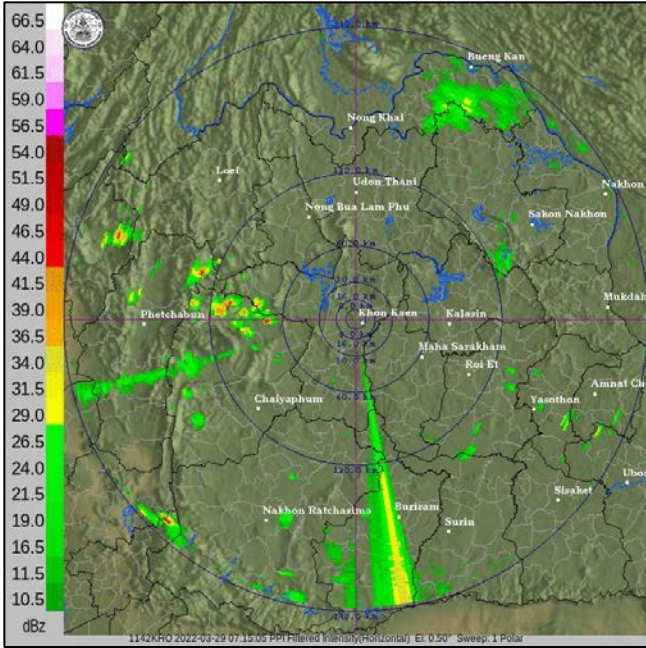 66.5
64.0
61.5
59.0
56.5
54.0
51.5
49.0
46.5
44.0
41.5
39.0
36.5
34.0
31.5
29.0
26.5
24.0
21.5
19.0
16.5
14.0
11.5
10.5
dBz
Bueng Kan
Nong Khai
Loei
Udon Thani
Nakhon
Nong Bua Lam Phu
Sakon Nakhon
Mukdah
Phetchabun
Khon Kaen
Kalasin
Maha Sarakham
Roi Et
Amnat Ch
Chaiyaphum
Yasothon
Ubon
Sisaket
Nakhon Ratchasima
Buriram
Surin
1142KRO 2022-03-29 07:15:05 PPI Filtered Intensity(Horizontal) El: 0.50° Sweep: 1 Polar